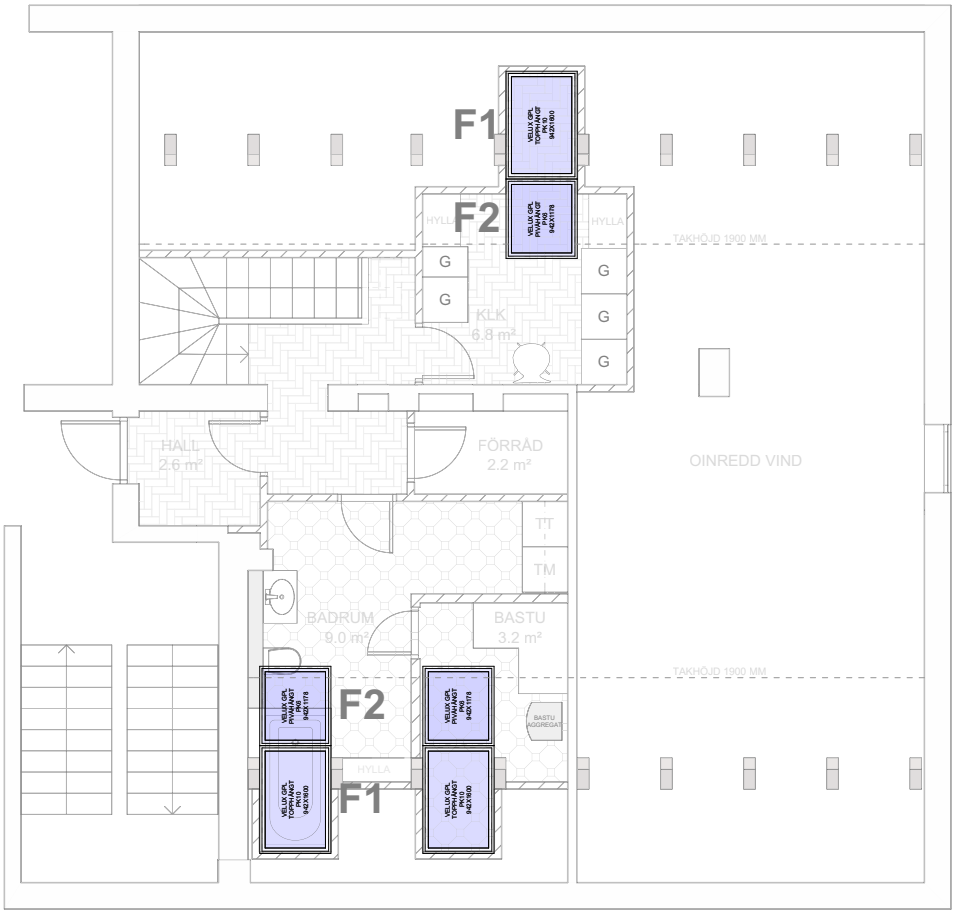 F1
VELUX GPL
TOPPHÄNGT
PK10
942X1600
F2
VELUX GPL
PIVÅHÄNGT
PK6
942X1178
HYLLA
HYLLA
TAKHÖJD 1900 MM
G
G
G
G
G
KLK
6.8 m²
HALL
2.6 m²
FÖRRÅD
2.2 m²
OINREDD VIND
TT
TM
BADRUM
9.0 m²
BASTU
3.2 m²
TAKHÖJD 1900 MM
VELUX GPL
PIVÅHÄNGT
PK6
942X1178
F2
VELUX GPL
PIVÅHÄNGT
PK6
942X1178
BASTU
AGGREGAT
HYLLA
VELUX GPL
TOPPHÄNGT
PK10
942X1600
F1
VELUX GPL
TOPPHÄNGT
PK10
942X1600